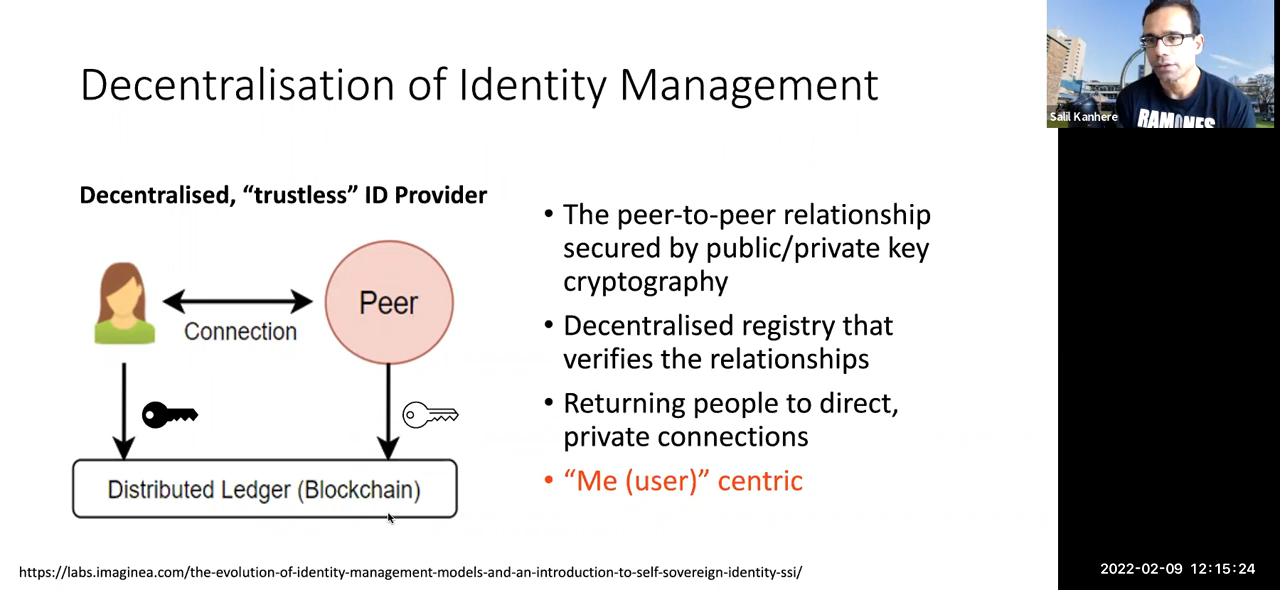 Decentralisation of Identity Management
Salil Kanhere
RAMONES
Decentralised, “trustless” ID Provider
Peer
Connection
Distributed Ledger (Blockchain)
• The peer-to-peer relationship
secured by public/private key
cryptography
• Decentralised registry that
verifies the relationships
• Returning people to direct,
private connections
• “Me (user)” centric
https://labs.imaginea.com/the-evolution-of-identity-management-models-and-an-introduction-to-self-sovereign-identity-ssi/
2022-02-09 12:15:24